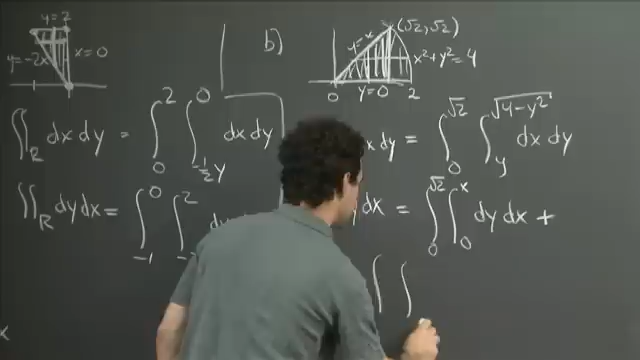 y=2
y=-2x
x=0
∬_R dx dy = ∫_0^2 ∫_{-½y}^0 dx dy
∬_R dy dx = ∫_{-1}^0 ∫^2
b)
(√2, √2)
y=x
x²+y²=4
0
y=0
2
x dy = ∫_0^{√2} ∫_y^{√(4-y²)} dx dy
dx = ∫_0^{√2} ∫_0^x dy dx +
∫ ∫
x